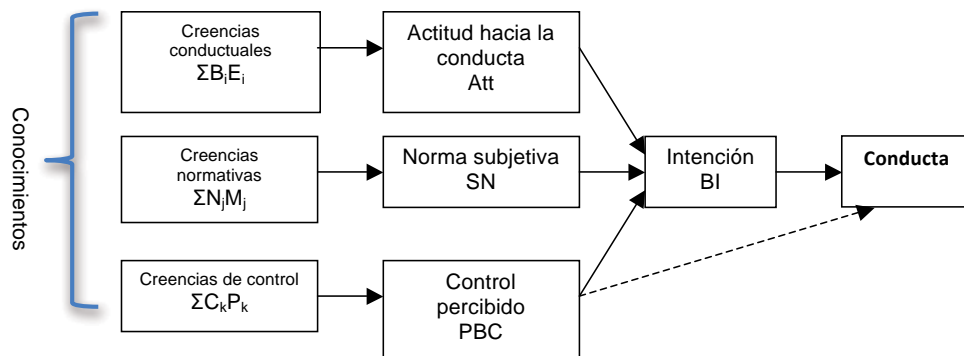 Conocimientos
Creencias
conductuales
ΣBᵢEᵢ
Actitud hacia la
conducta
Att
Creencias
normativas
ΣNⱼMⱼ
Norma subjetiva
SN
Intención
BI
Conducta
Creencias de control
ΣCₖPₖ
Control
percibido
PBC